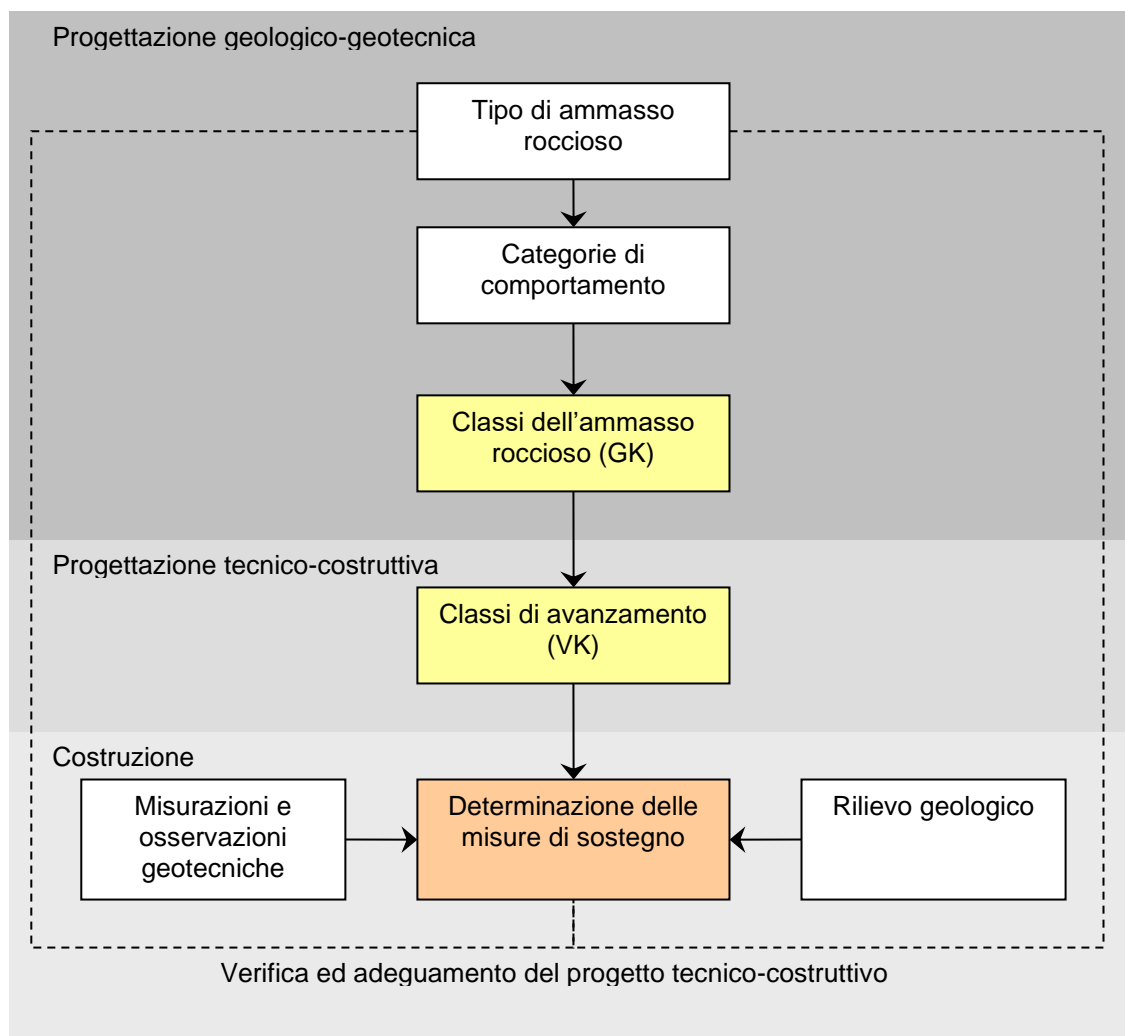 Progettazione geologico-geotecnica
Tipo di ammasso
roccioso
Categorie di
comportamento
Classi dell’ammasso
roccioso (GK)
Progettazione tecnico-costruttiva
Classi di avanzamento
(VK)
Costruzione
Misurazioni e
osservazioni
geotecniche
Determinazione delle
misure di sostegno
Rilievo geologico
Verifica ed adeguamento del progetto tecnico-costruttivo